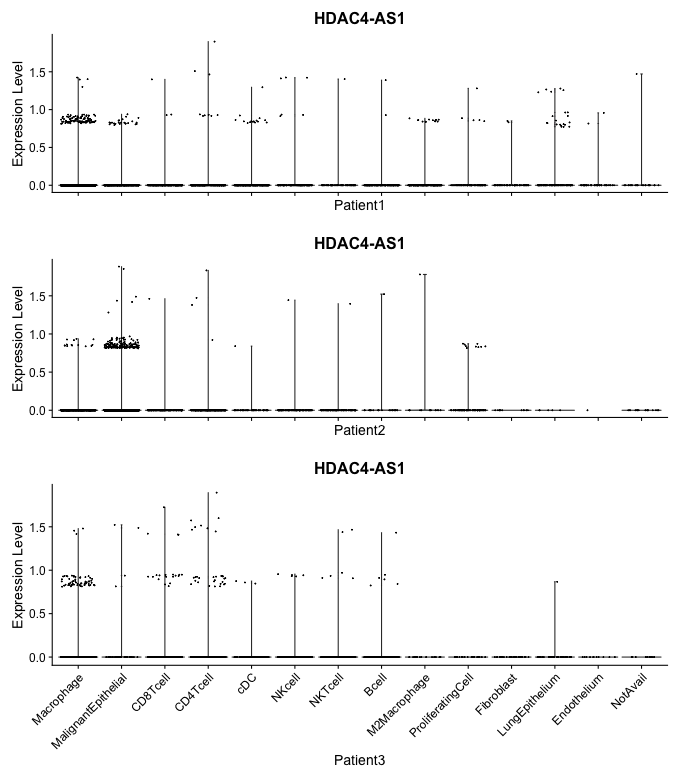 HDAC4-AS1
Expression Level
1.5
1.0
0.5
0.0
Patient1
HDAC4-AS1
Expression Level
1.5
1.0
0.5
0.0
Patient2
HDAC4-AS1
Expression Level
1.5
1.0
0.5
0.0
Macrophage
MalignantEpithelial
CD8Tcell
CD4Tcell
cDC
NKcell
NKTcell
Bcell
M2Macrophage
ProliferatingCell
Fibroblast
LungEpithelium
Endothelium
NotAvail
Patient3